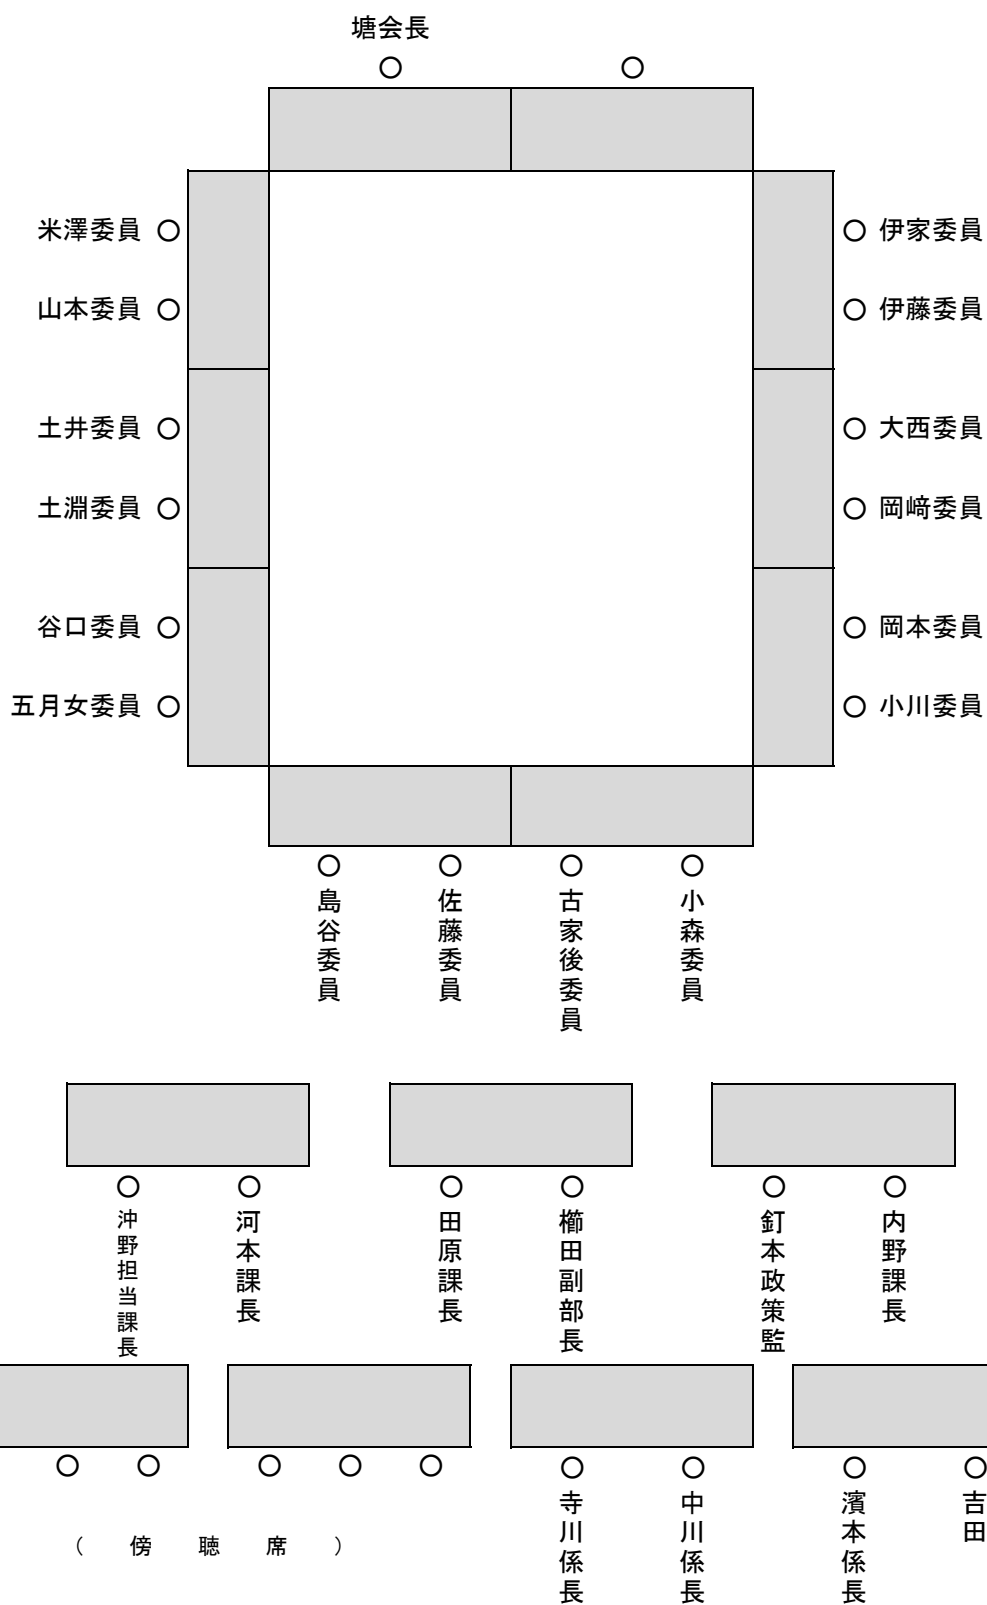 塘会長
○ ○
米澤委員 ○ ○ 伊家委員
山本委員 ○ ○ 伊藤委員
土井委員 ○ ○ 大西委員
土淵委員 ○ ○ 岡﨑委員
谷口委員 ○ ○ 岡本委員
五月女委員 ○ ○ 小川委員
○ ○ ○ ○
島谷委員
佐藤委員
古家後委員
小森委員
○ ○ ○ ○ ○ ○
沖野担当課長
河本課長
田原課長
櫛田副部長
釘本政策監
内野課長
○ ○ ○ ○ ○ ○ ○ ○ ○
（ 傍 聴 席 ）
寺川係長
中川係長
濱本係長
吉田